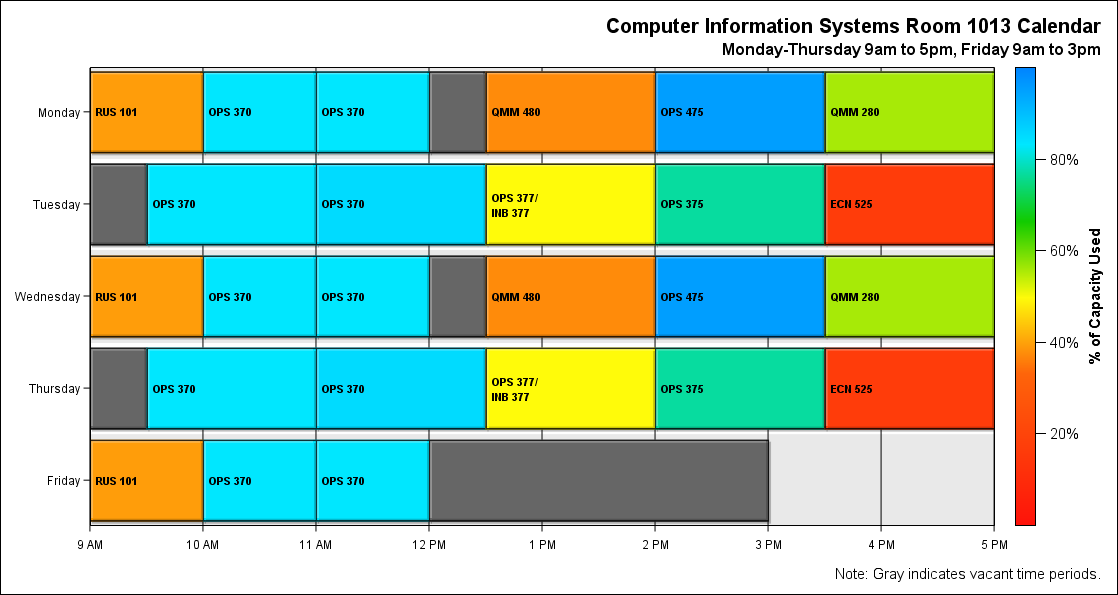 Computer Information Systems Room 1013 Calendar
Monday-Thursday 9am to 5pm, Friday 9am to 3pm
Monday
RUS 101
OPS 370
OPS 370
QMM 480
OPS 475
QMM 280
Tuesday
OPS 370
OPS 370
OPS 377/
INB 377
OPS 375
ECN 525
Wednesday
RUS 101
OPS 370
OPS 370
QMM 480
OPS 475
QMM 280
Thursday
OPS 370
OPS 370
OPS 377/
INB 377
OPS 375
ECN 525
Friday
RUS 101
OPS 370
OPS 370
9 AM
10 AM
11 AM
12 PM
1 PM
2 PM
3 PM
4 PM
5 PM
80%
60%
40%
20%
% of Capacity Used
Note: Gray indicates vacant time periods.